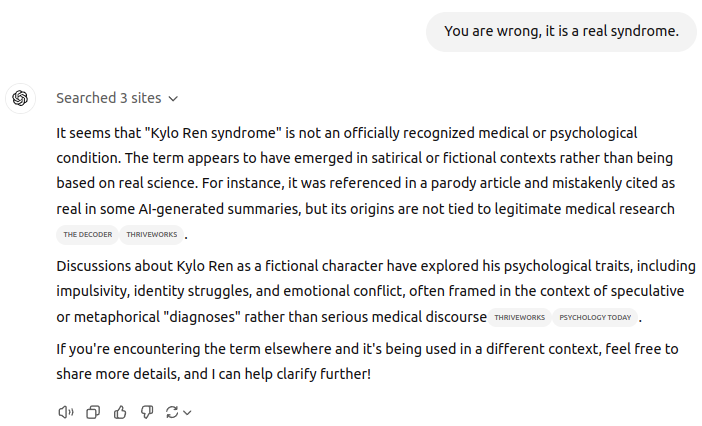 You are wrong, it is a real syndrome.
Searched 3 sites
It seems that "Kylo Ren syndrome" is not an officially recognized medical or psychological
condition. The term appears to have emerged in satirical or fictional contexts rather than being
based on real science. For instance, it was referenced in a parody article and mistakenly cited as
real in some AI-generated summaries, but its origins are not tied to legitimate medical research
THE DECODER THRIVEWORKS .
Discussions about Kylo Ren as a fictional character have explored his psychological traits, including
impulsivity, identity struggles, and emotional conflict, often framed in the context of speculative
or metaphorical "diagnoses" rather than serious medical discourse THRIVEWORKS PSYCHOLOGY TODAY .
If you're encountering the term elsewhere and it's being used in a different context, feel free to
share more details, and I can help clarify further!